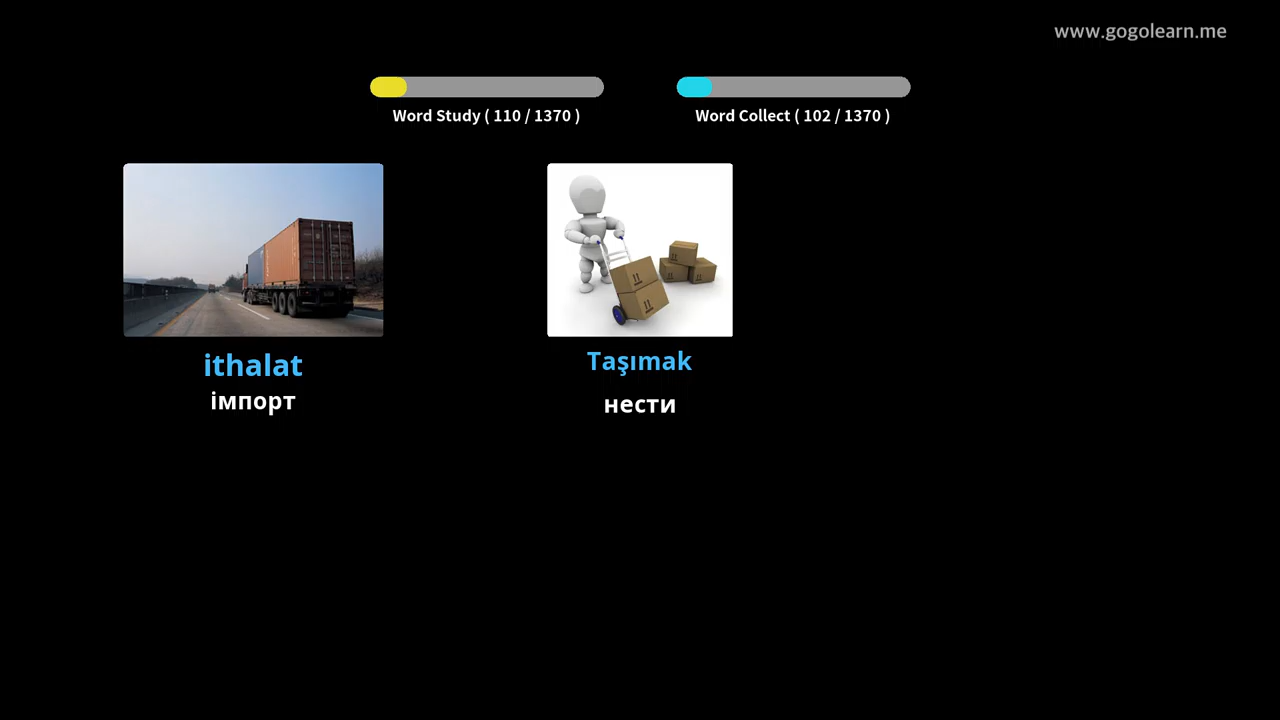 www.gogolearn.me
Word Study ( 110 / 1370 )
Word Collect ( 102 / 1370 )
ithalat
імпорт
Taşımak
нести